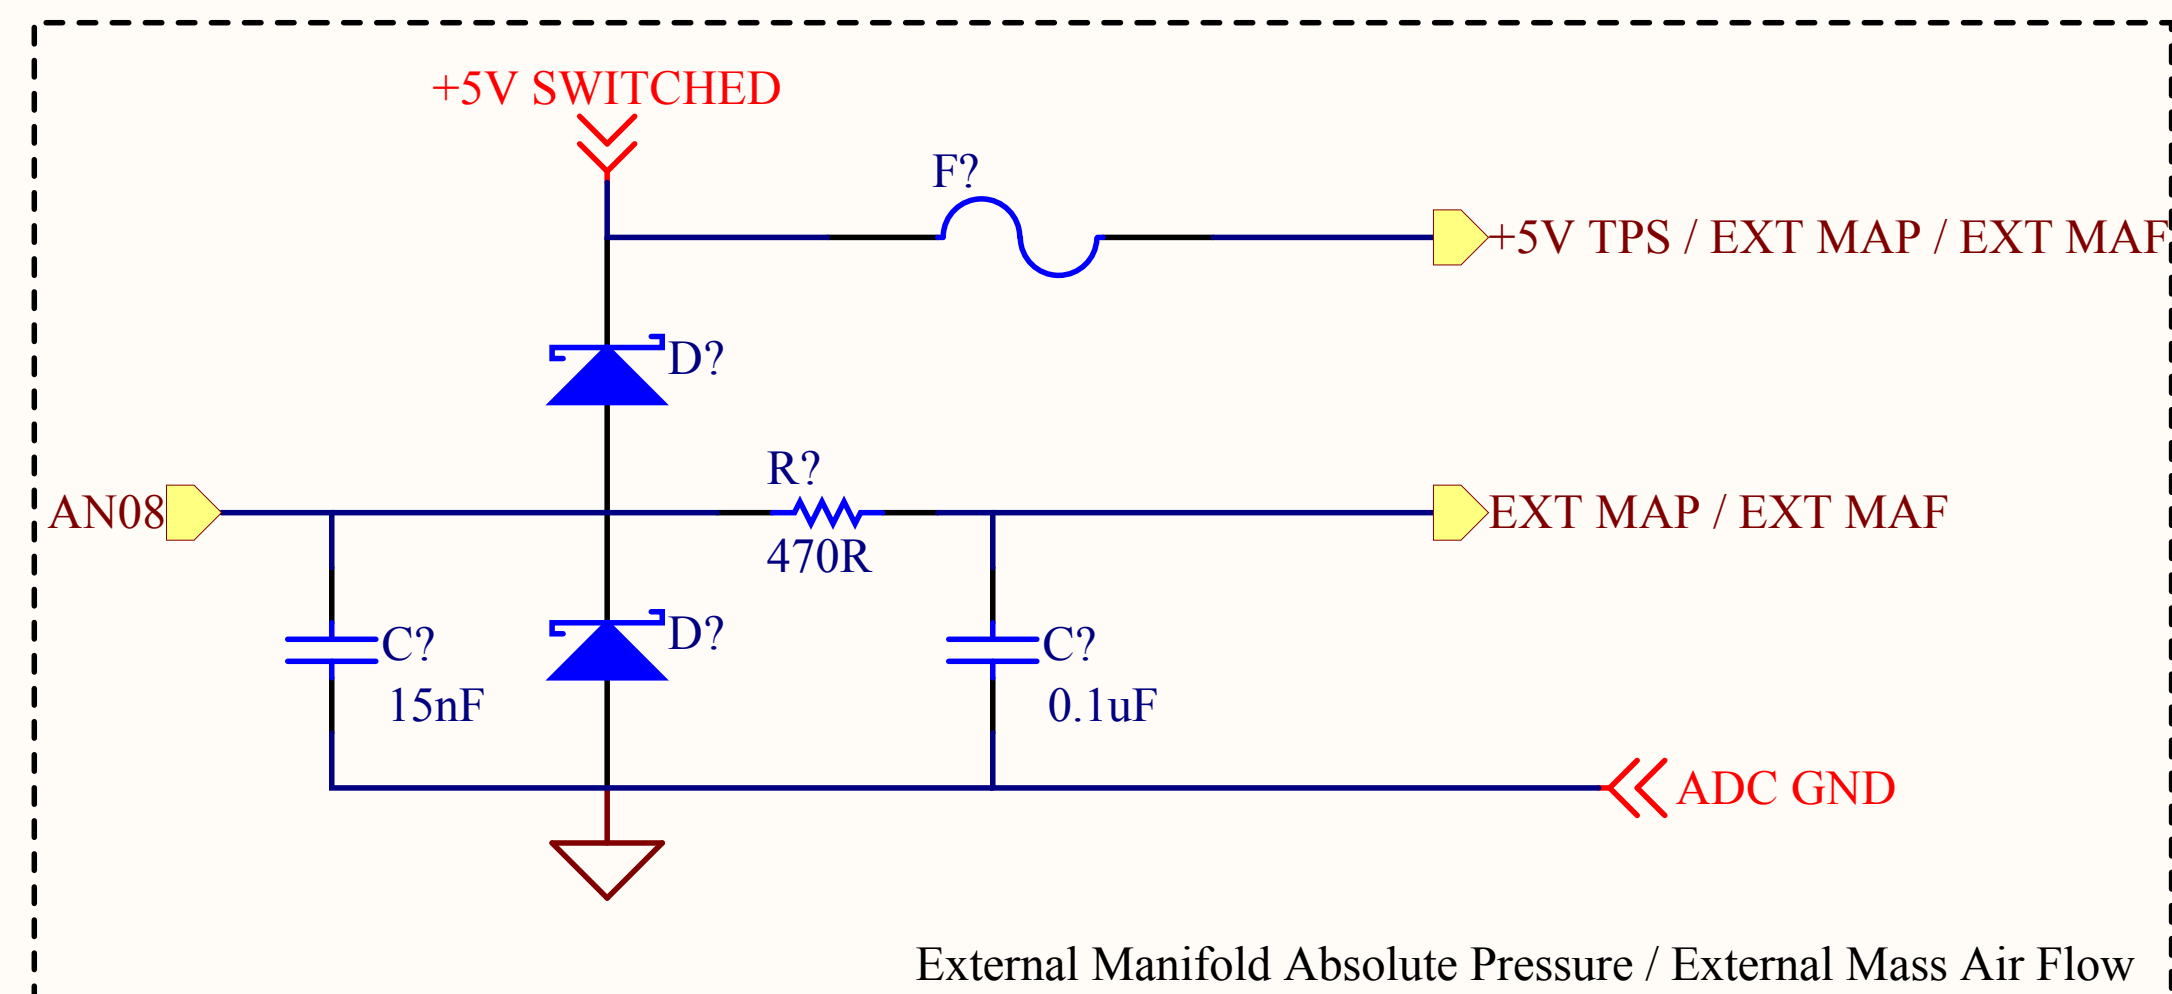 +5V SWITCHED
F?
+5V TPS / EXT MAP / EXT MAF
D?
R?
AN08
EXT MAP / EXT MAF
470R
D?
C?
C?
15nF
0.1uF
ADC GND
External Manifold Absolute Pressure / External Mass Air Flow